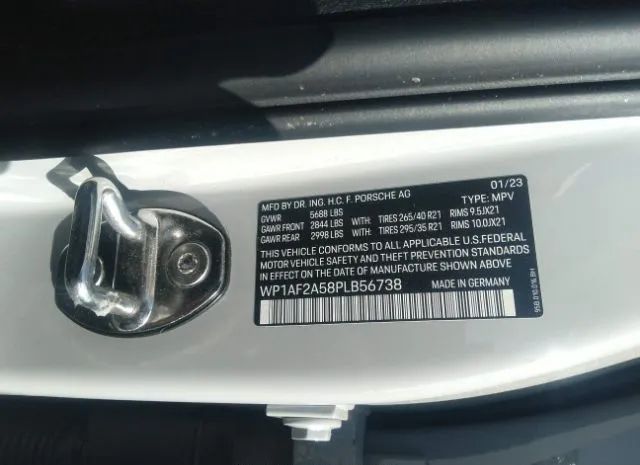 MFD BY DR. ING. H.C. F. PORSCHE AG 01/23
GVWR 5688 LBS TYPE: MPV
GAWR FRONT 2844 LBS WITH: TIRES 265/40 R21 RIMS 9.5JX21
GAWR REAR 2998 LBS WITH: TIRES 295/35 R21 RIMS 10.0JX21
THIS VEHICLE CONFORMS TO ALL APPLICABLE U.S.FEDERAL
MOTOR VEHICLE SAFETY, BUMPER AND THEFT PREVENTION STANDARDS
IN EFFECT ON THE DATE OF MANUFACTURE SHOWN ABOVE.
WP1AF2A58PLB56738 MADE IN GERMANY